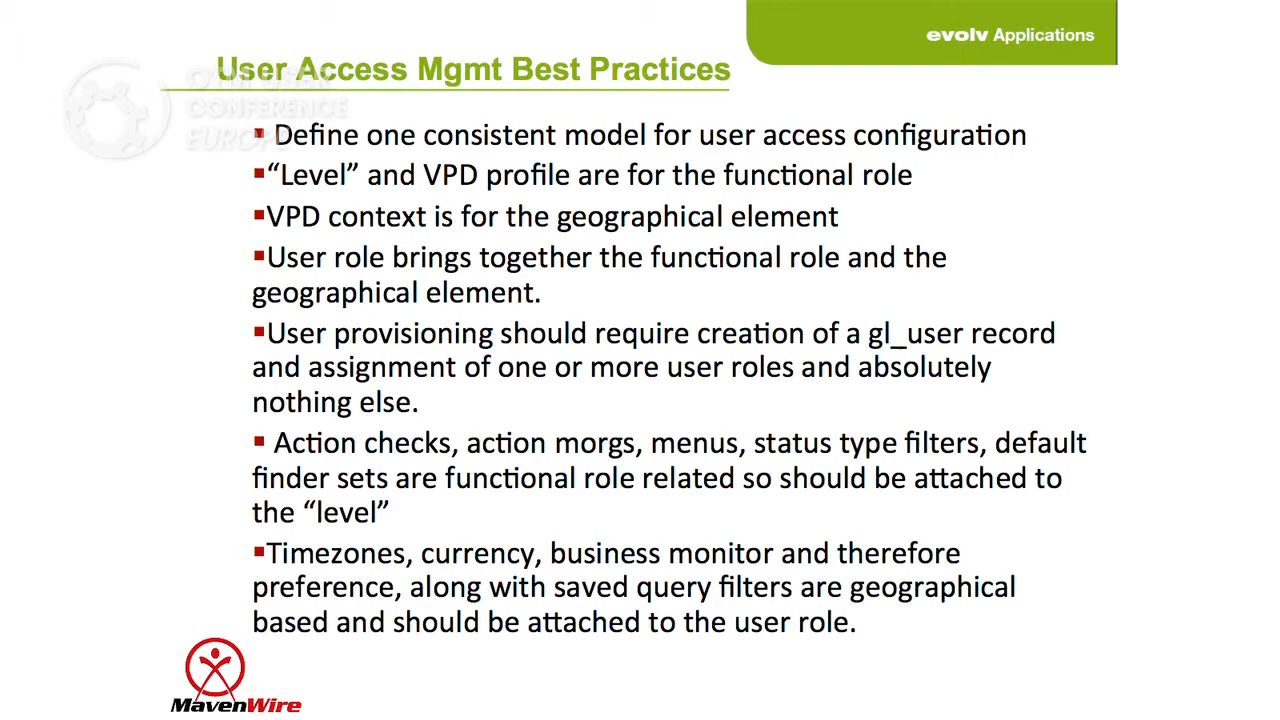 evolv Applications
User Access Mgmt Best Practices
OTM USER
CONFERENCE
EUROPE
▪ Define one consistent model for user access configuration
▪“Level” and VPD profile are for the functional role
▪VPD context is for the geographical element
▪User role brings together the functional role and the
geographical element.
▪User provisioning should require creation of a gl_user record
and assignment of one or more user roles and absolutely
nothing else.
▪ Action checks, action morgs, menus, status type filters, default
finder sets are functional role related so should be attached to
the “level”
▪Timezones, currency, business monitor and therefore
preference, along with saved query filters are geographical
based and should be attached to the user role.
MavenWire